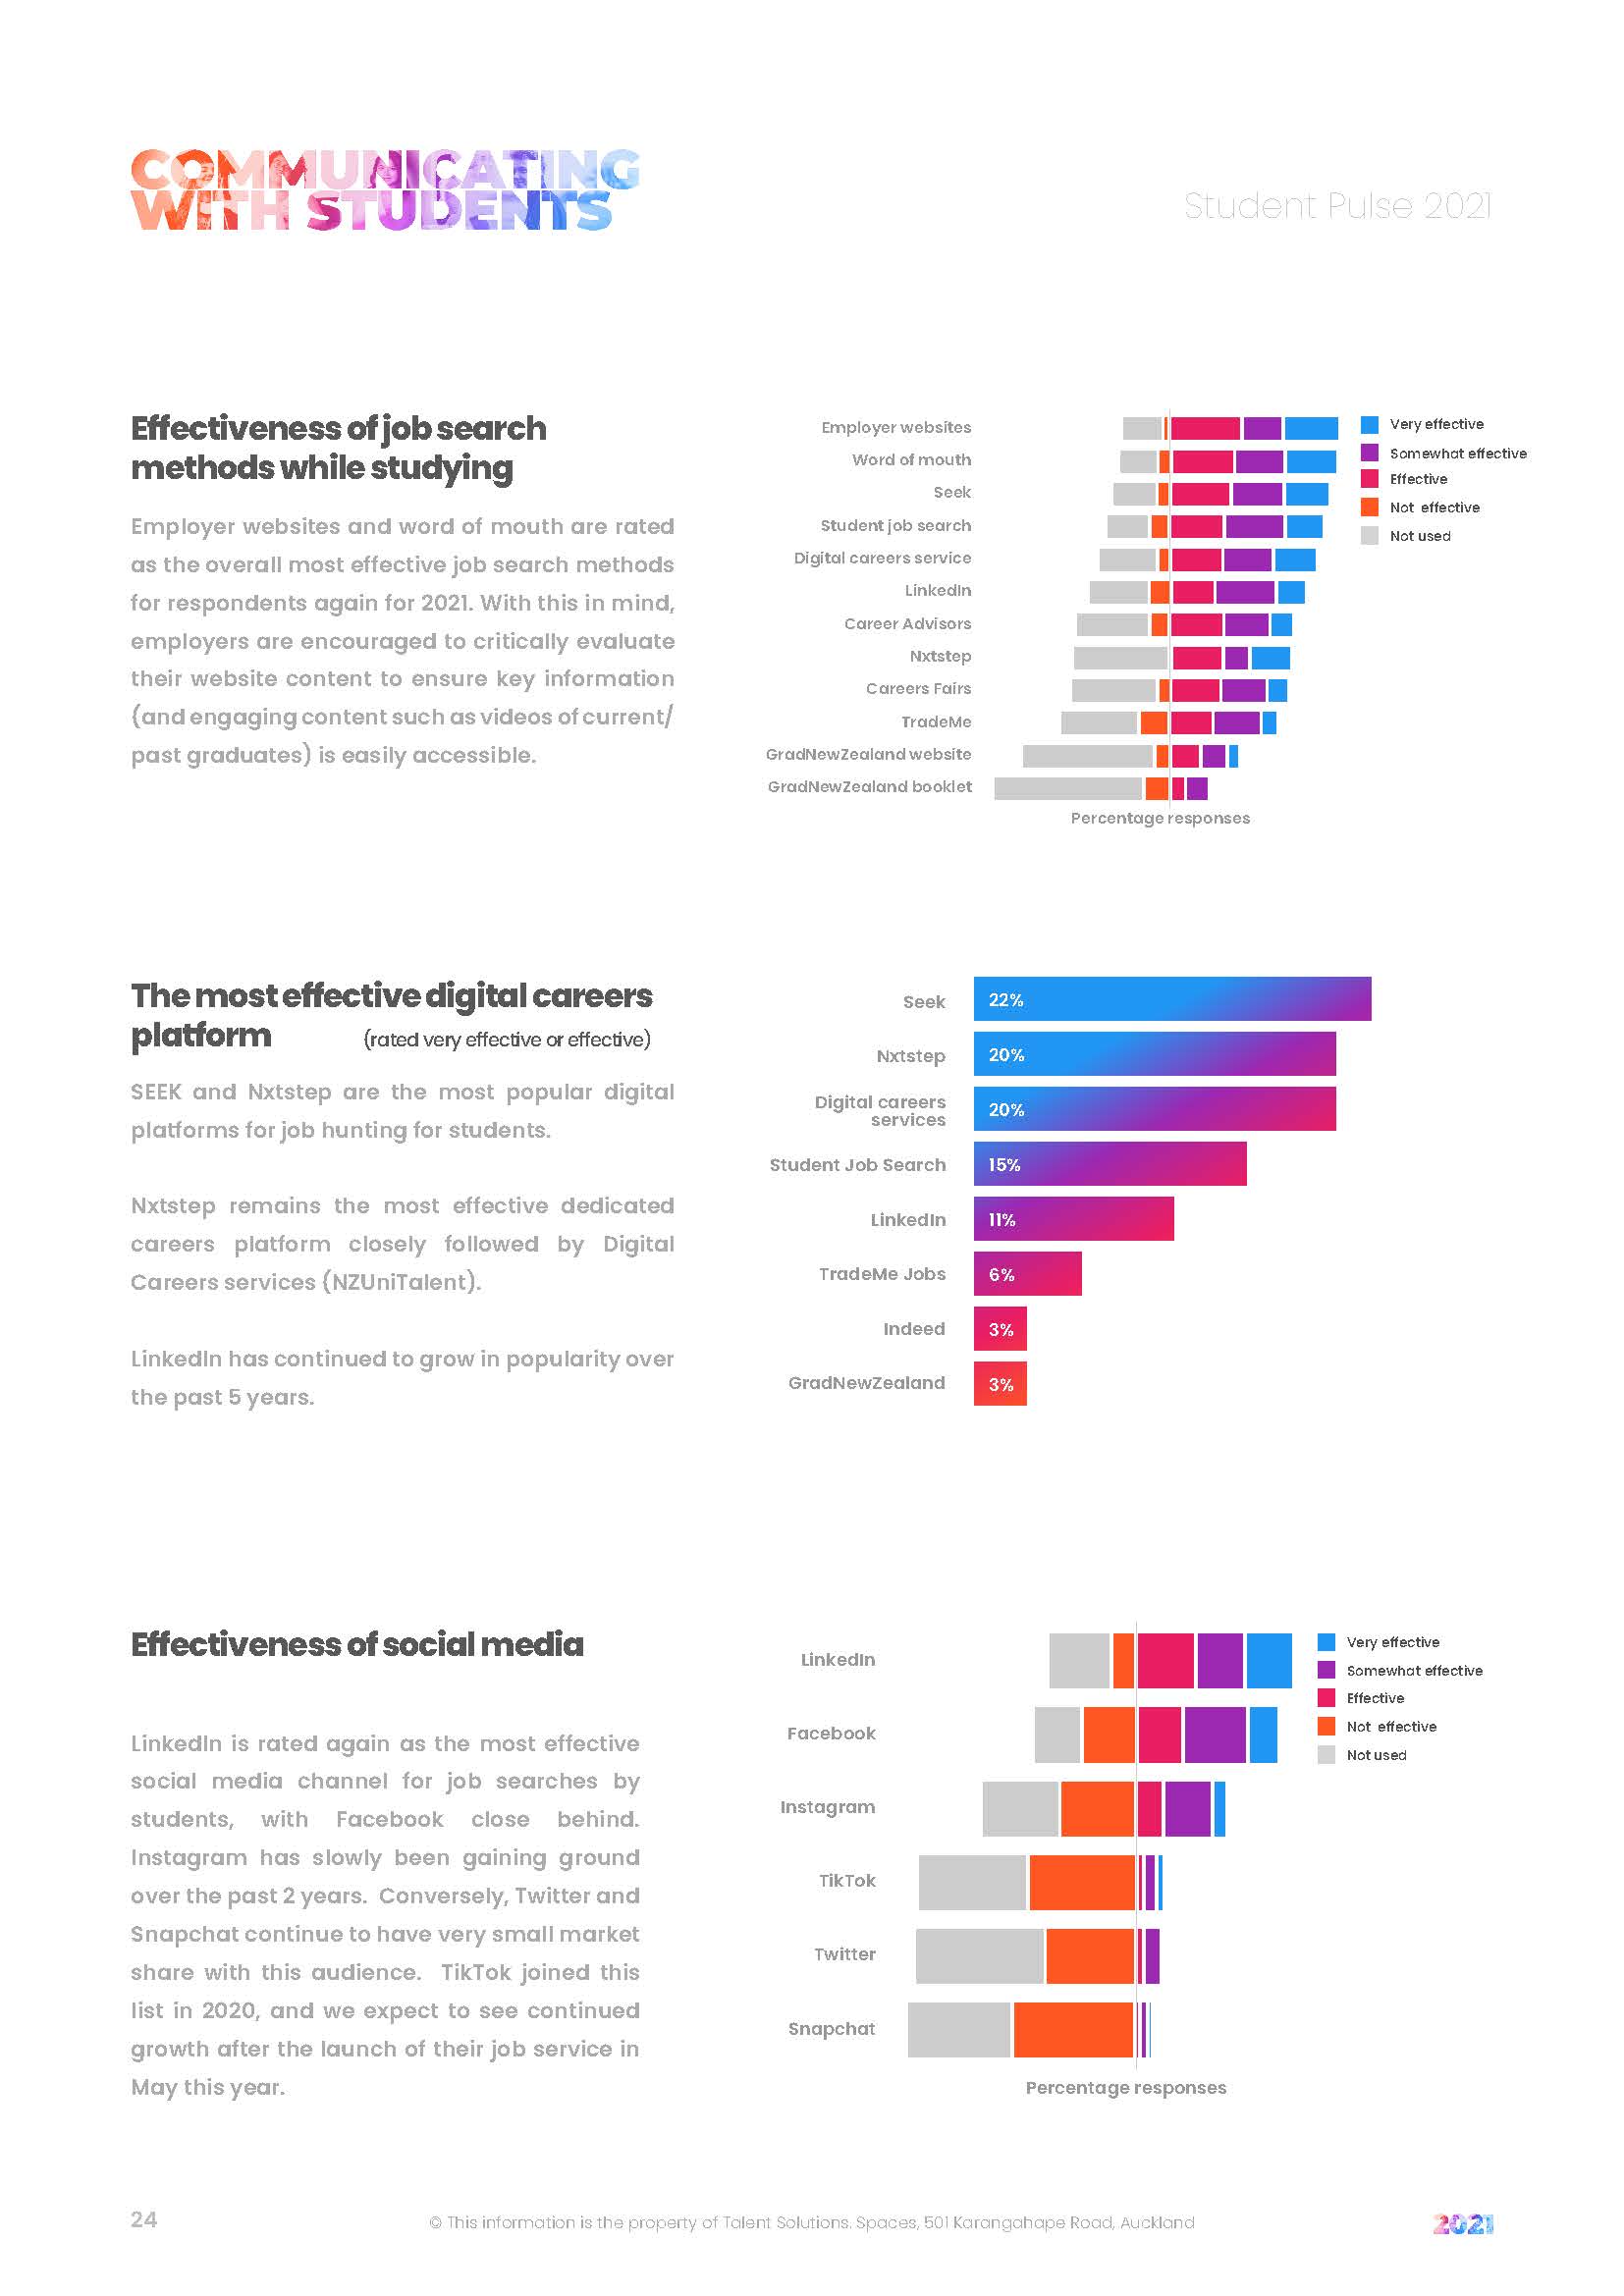 COMMUNICATING
WITH STUDENTS
Student Pulse 2021
Effectiveness of job search
methods while studying
Employer websites and word of mouth are rated
as the overall most effective job search methods
for respondents again for 2021. With this in mind,
employers are encouraged to critically evaluate
their website content to ensure key information
(and engaging content such as videos of current/
past graduates) is easily accessible.
Employer websites
Word of mouth
Seek
Student job search
Digital careers service
LinkedIn
Career Advisors
Nxtstep
Careers Fairs
TradeMe
GradNewZealand website
GradNewZealand booklet
Percentage responses
Very effective
Somewhat effective
Effective
Not effective
Not used
The most effective digital careers
platform (rated very effective or effective)
SEEK and Nxtstep are the most popular digital
platforms for job hunting for students.
Nxtstep remains the most effective dedicated
careers platform closely followed by Digital
Careers services (NZUniTalent).
LinkedIn has continued to grow in popularity over
the past 5 years.
Seek 22%
Nxtstep 20%
Digital careers
services 20%
Student Job Search 15%
LinkedIn 11%
TradeMe Jobs 6%
Indeed 3%
GradNewZealand 3%
Effectiveness of social media
LinkedIn is rated again as the most effective
social media channel for job searches by
students, with Facebook close behind.
Instagram has slowly been gaining ground
over the past 2 years. Conversely, Twitter and
Snapchat continue to have very small market
share with this audience. TikTok joined this
list in 2020, and we expect to see continued
growth after the launch of their job service in
May this year.
LinkedIn
Facebook
Instagram
TikTok
Twitter
Snapchat
Percentage responses
Very effective
Somewhat effective
Effective
Not effective
Not used
24
© This information is the property of Talent Solutions. Spaces, 501 Karangahape Road, Auckland
2021